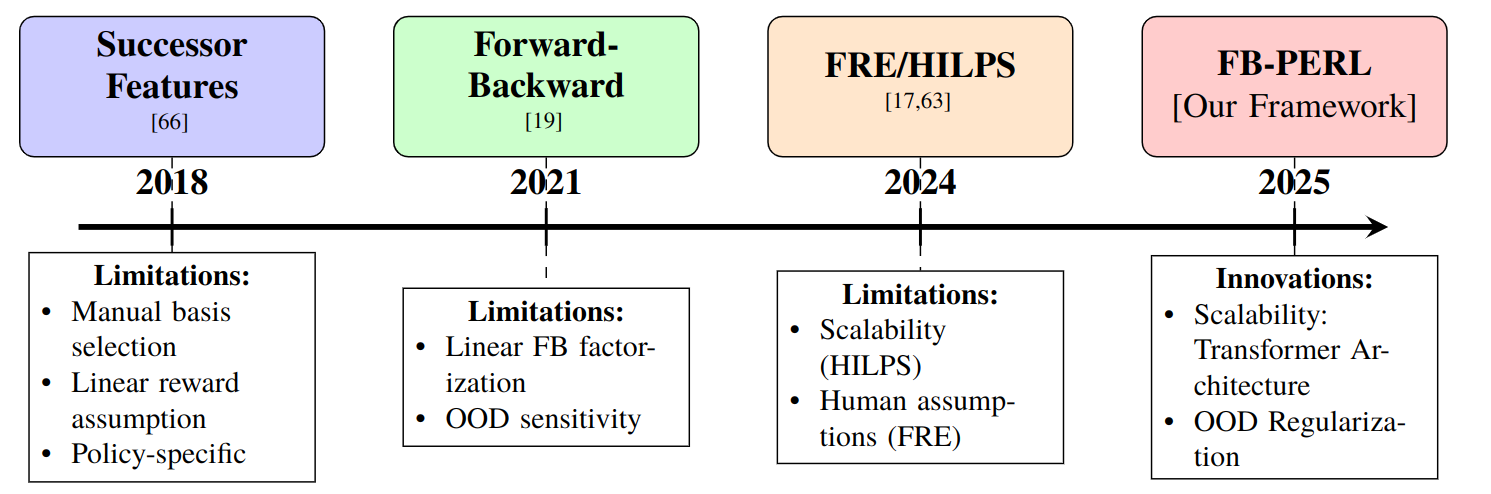 Successor
Features
[66]
Forward-
Backward
[19]
FRE/HILPS
[17,63]
FB-PERL
[Our Framework]
2018
2021
2024
2025
Limitations:
• Manual basis
selection
• Linear reward
assumption
• Policy-specific
Limitations:
• Linear FB factor-
ization
• OOD sensitivity
Limitations:
• Scalability
(HILPS)
• Human assump-
tions (FRE)
Innovations:
• Scalability:
Transformer Ar-
chitecture
• OOD Regulariza-
tion